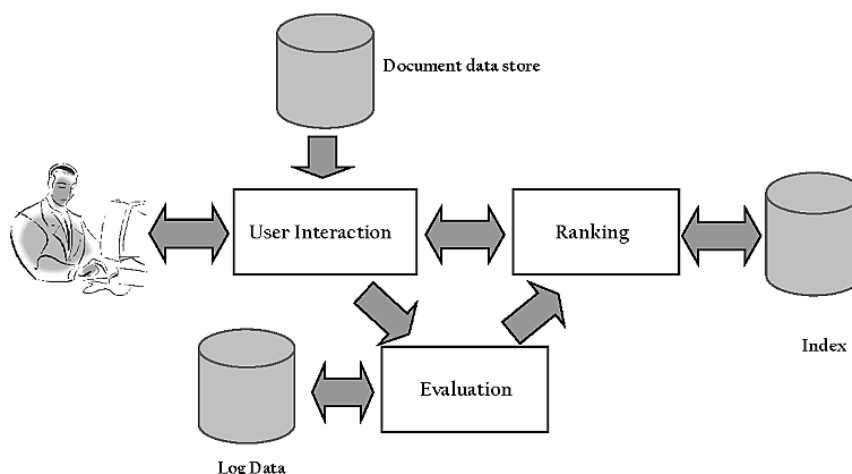 Document data store
User Interaction
Ranking
Index
Evaluation
Log Data